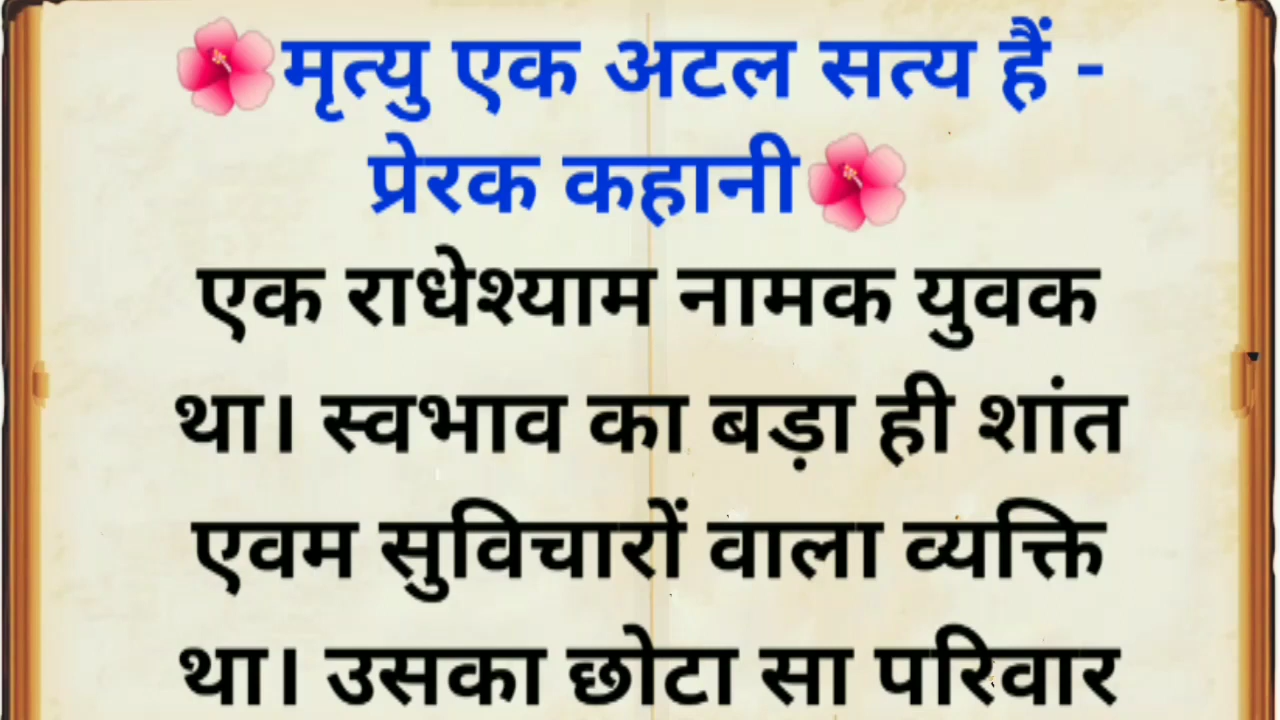 🌺मृत्यु एक अटल सत्य हैं -
प्रेरक कहानी🌺
एक राधेश्याम नामक युवक
था। स्वभाव का बड़ा ही शांत
एवम सुविचारों वाला व्यक्ति
था। उसका छोटा सा परिवार